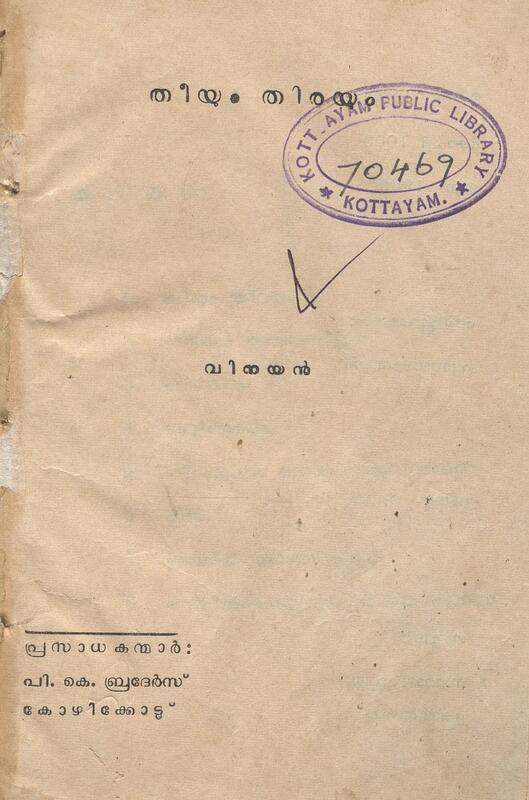 തീയും തിരയും
KOTTAYAM PUBLIC LIBRARY
70469
★ KOTTAYAM. ★
വിനയൻ
പ്രസാധകന്മാർ:
പി. കെ. ബ്രദേർസ്
കോഴിക്കോട്ടു്